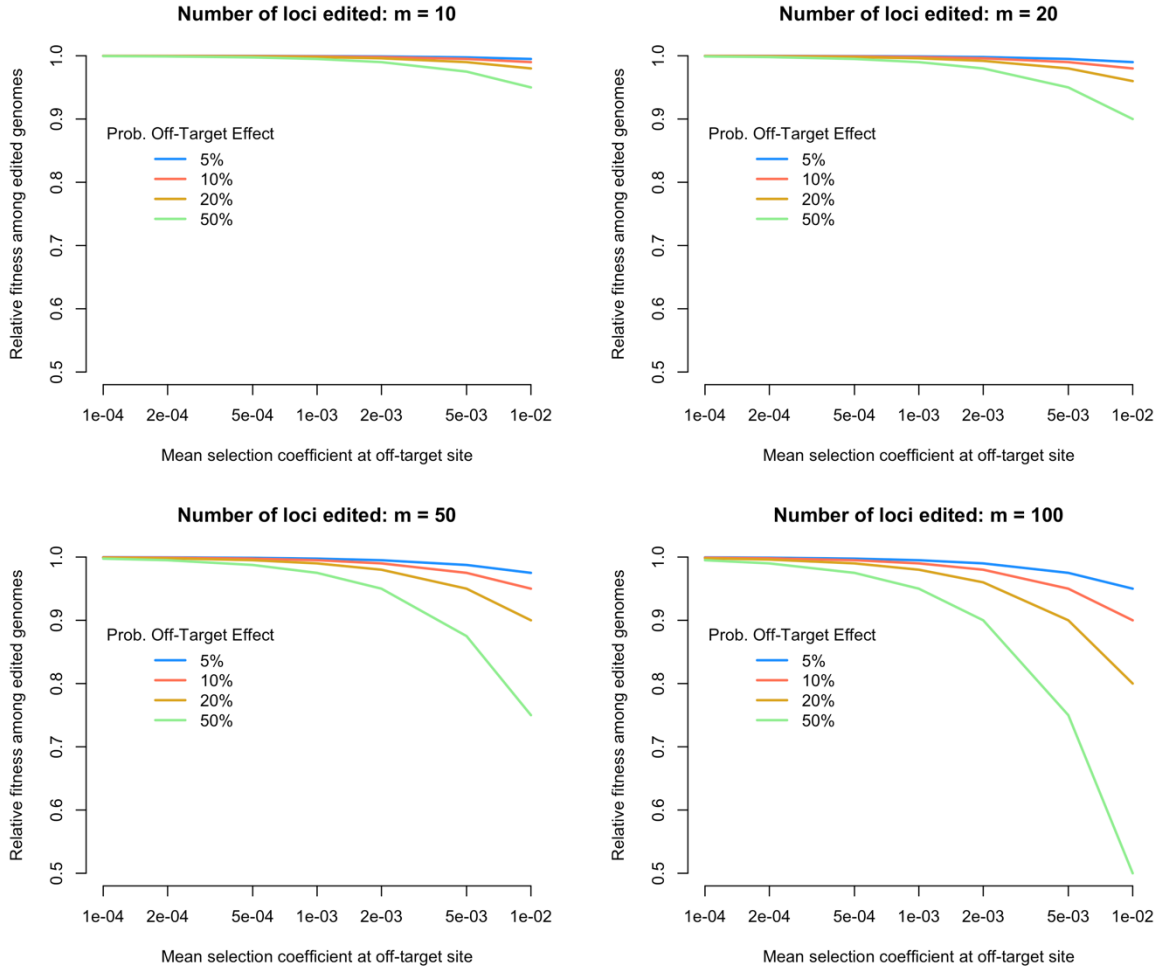 Number of loci edited: m = 10
Relative fitness among edited genomes
1.0
0.9
0.8
0.7
0.6
0.5
Prob. Off-Target Effect
5%
10%
20%
50%
1e-04 2e-04 5e-04 1e-03 2e-03 5e-03 1e-02
Mean selection coefficient at off-target site
Number of loci edited: m = 20
Relative fitness among edited genomes
1.0
0.9
0.8
0.7
0.6
0.5
Prob. Off-Target Effect
5%
10%
20%
50%
1e-04 2e-04 5e-04 1e-03 2e-03 5e-03 1e-02
Mean selection coefficient at off-target site
Number of loci edited: m = 50
Relative fitness among edited genomes
1.0
0.9
0.8
0.7
0.6
0.5
Prob. Off-Target Effect
5%
10%
20%
50%
1e-04 2e-04 5e-04 1e-03 2e-03 5e-03 1e-02
Mean selection coefficient at off-target site
Number of loci edited: m = 100
Relative fitness among edited genomes
1.0
0.9
0.8
0.7
0.6
0.5
Prob. Off-Target Effect
5%
10%
20%
50%
1e-04 2e-04 5e-04 1e-03 2e-03 5e-03 1e-02
Mean selection coefficient at off-target site